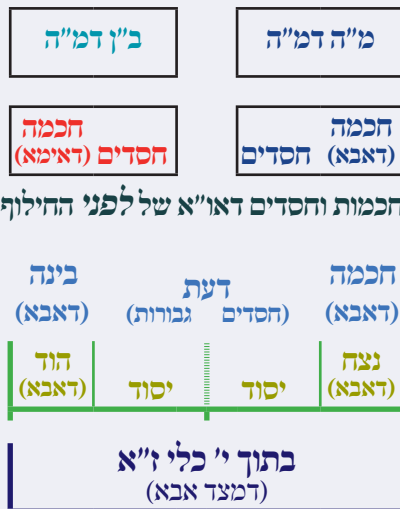 מ"ה דמ"ה
ב"ן דמ"ה
חכמה
(דאבא) חסדים
חכמה
חסדים (דאימא)
חכמות וחסדים דאו"א של לפני החילוף
חכמה
(דאבא)
דעת
(חסדים גבורות)
בינה
(דאבא)
נצח
(דאבא)
יסוד
יסוד
הוד
(דאבא)
בתוך י' כלי ז"א
(דמצד אבא)